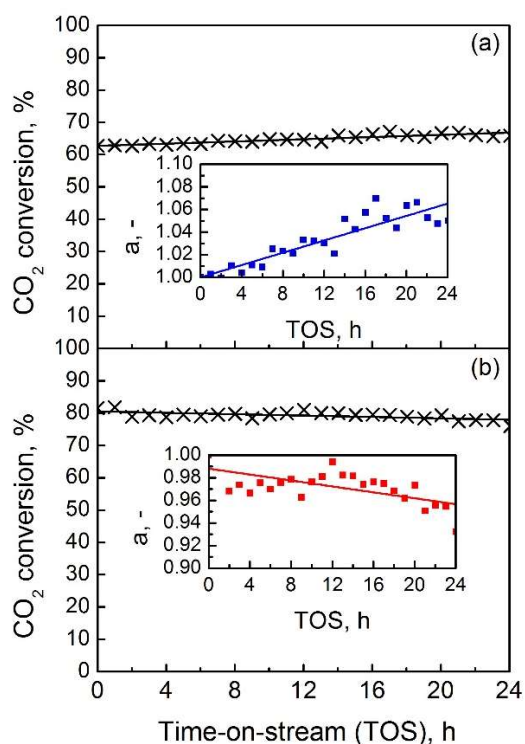 (a)
CO₂ conversion, %
100
90
80
70
60
50
40
30
20
10
a, -
1.10
1.08
1.06
1.04
1.02
1.00
0 4 8 12 16 20 24
TOS, h
(b)
CO₂ conversion, %
100
90
80
70
60
50
40
30
20
10
0
a, -
1.00
0.98
0.96
0.94
0.92
0.90
0 4 8 12 16 20 24
TOS, h
0 4 8 12 16 20 24
Time-on-stream (TOS), h